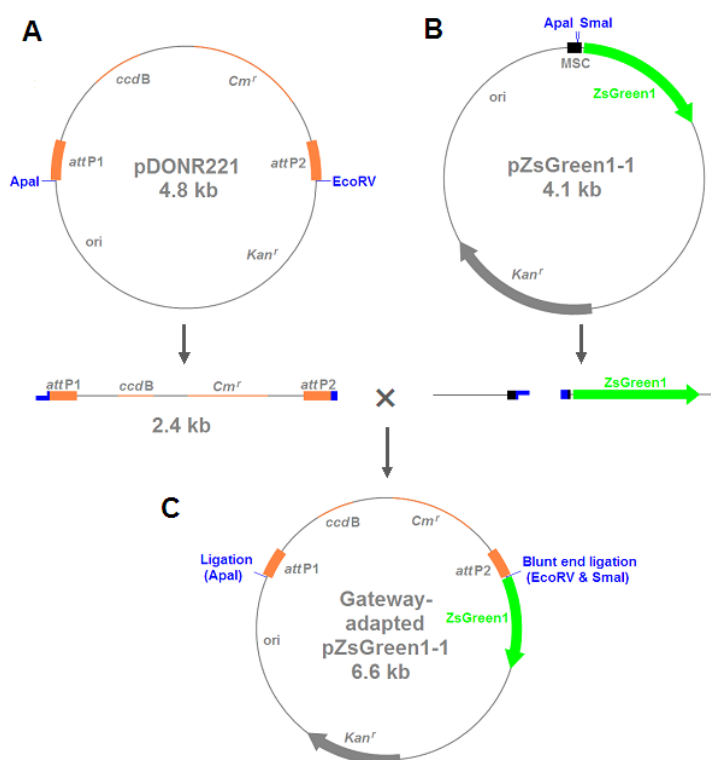 A
ccdB
Cmr
attP1
pDONR221
4.8 kb
attP2
ApaI
EcoRV
ori
Kanr
B
ApaI SmaI
MSC
ZsGreen1
ori
pZsGreen1-1
4.1 kb
Kanr
attP1
ccdB
Cmr
attP2
2.4 kb
×
ZsGreen1
C
ccdB
Cmr
Ligation
(ApaI)
attP1
attP2
Blunt end ligation
(EcoRV & SmaI)
Gateway-
adapted
pZsGreen1-1
6.6 kb
ZsGreen1
ori
Kanr